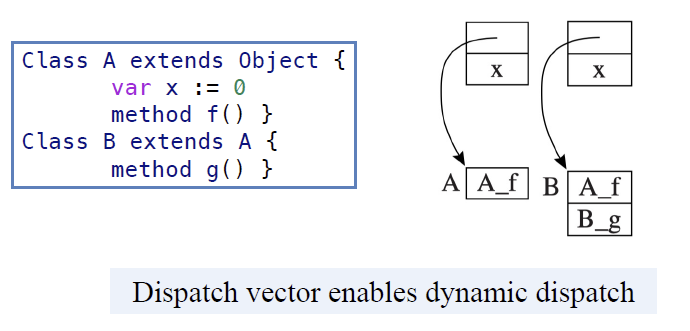 Class A extends Object {
var x := 0
method f() }
Class B extends A {
method g() }
x
x
A A_f
B A_f
B_g
Dispatch vector enables dynamic dispatch